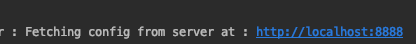 r : Fetching config from server at : http://localhost:8888